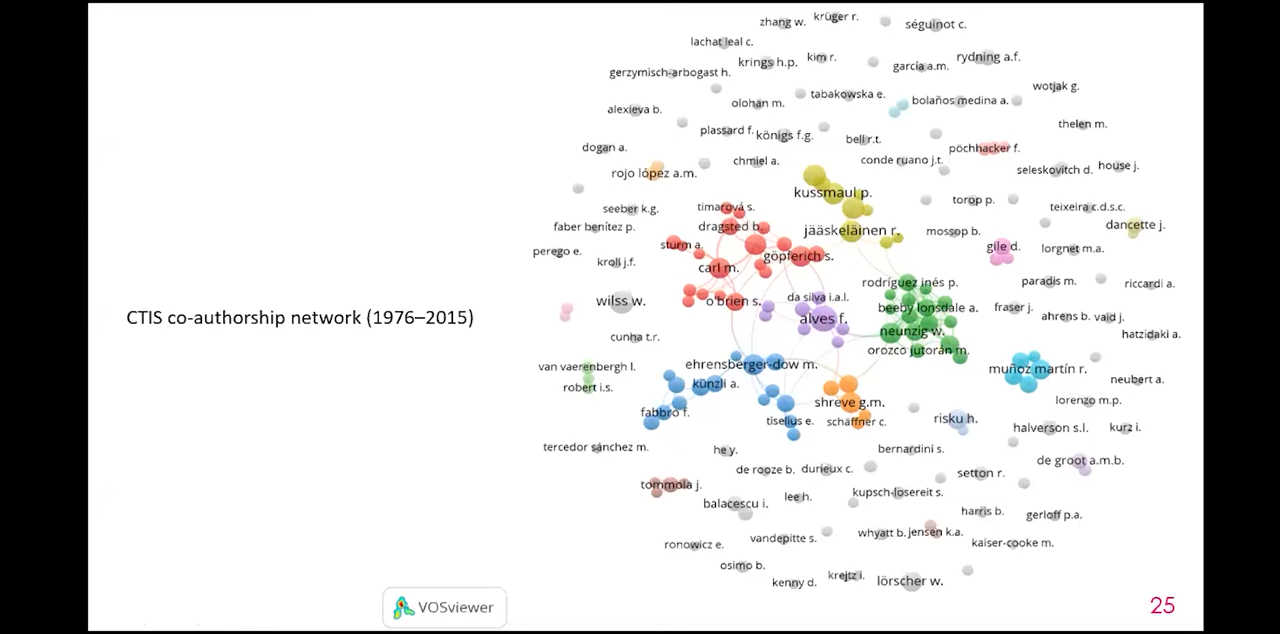 zhang w.
krüger r.
séguinot c.
lachat leal c.
krings h.p.
kim r.
garcía a.m.
rydning a.f.
gerzymisch-arbogast h.
wotjak g.
alexieva b.
olohan m.
tabakowska e.
bolaños medina a.
plassard f.
königs f.g.
bell r.t.
thelen m.
dogan a.
chmiel a.
conde ruano j.t.
pöchhacker f.
rojo lópez a.m.
seleskovitch d.
house j.
kussmaul p.
seeber k.g.
timarová s.
torop p.
teixeira c.d.s.c.
faber benítez p.
dragsted b.
jääskeläinen r.
mossop b.
dancette j.
perego e.
sturm a.
göpferich s.
gile d.
lorgnet m.a.
kroll j.f.
carl m.
rodríguez inés p.
paradis m.
riccardi a.
wilss w.
o'brien s.
da silva i.a.l.
beeby lonsdale a.
fraser j.
CTIS co-authorship network (1976–2015)
alves f.
ahrens b.
vaid j.
cunha t.r.
neunzig w.
hatzidaki a.
orozco jutorán m.
van vaerenbergh l.
ehrensberger-dow m.
muñoz martín r.
robert i.s.
künzli a.
neubert a.
fabbro f.
shreve g.m.
lorenzo m.p.
tiselius e.
schäffner c.
risku h.
halverson s.l.
kurz i.
tercedor sánchez m.
he y.
bernardini s.
de groot a.m.b.
de rooze b.
durieux c.
setton r.
tommola j.
balacescu i.
lee h.
kupsch-losereit s.
harris b.
gerloff p.a.
ronowicz e.
vandepitte s.
whyatt b.
jensen k.a.
kaiser-cooke m.
osimo b.
kenny d.
krejtz i.
lörscher w.
VOSviewer
25